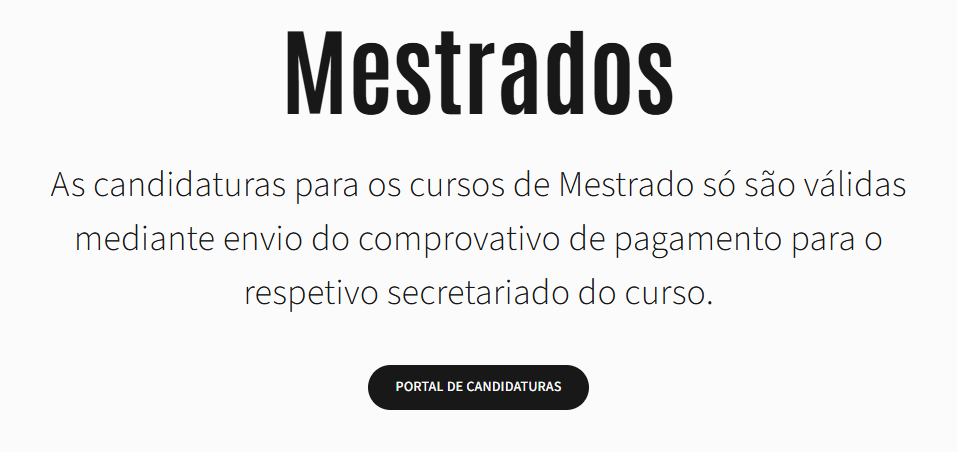 Mestrados
As candidaturas para os cursos de Mestrado só são válidas
mediante envio do comprovativo de pagamento para o
respetivo secretariado do curso.
PORTAL DE CANDIDATURAS